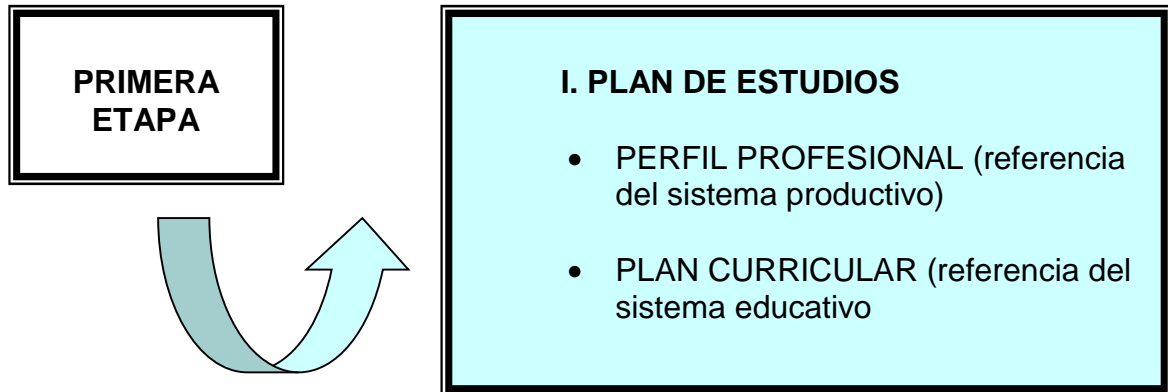 PRIMERA
ETAPA
I. PLAN DE ESTUDIOS
• PERFIL PROFESIONAL (referencia
del sistema productivo)
• PLAN CURRICULAR (referencia del
sistema educativo